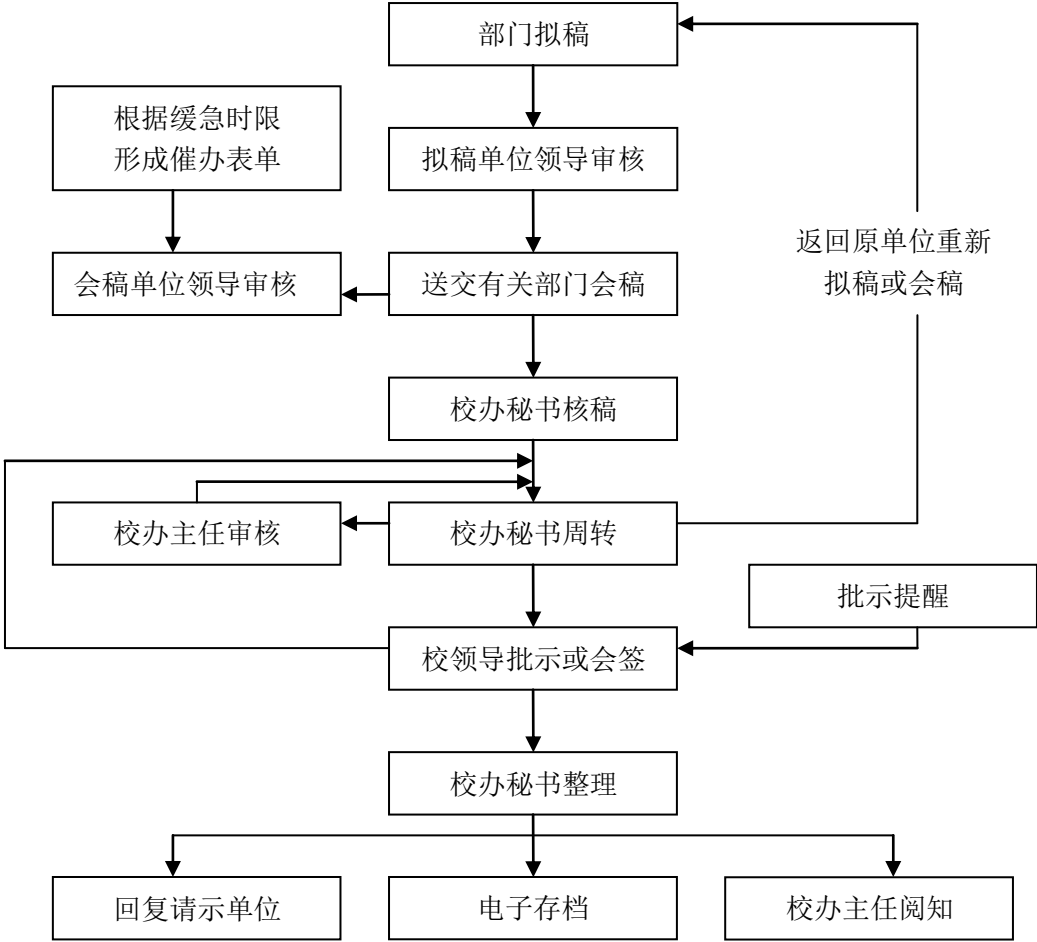 部门拟稿
根据缓急时限
形成催办表单
拟稿单位领导审核
返回原单位重新
拟稿或会稿
会稿单位领导审核
送交有关部门会稿
校办秘书核稿
校办主任审核
校办秘书周转
批示提醒
校领导批示或会签
校办秘书整理
回复请示单位
电子存档
校办主任阅知